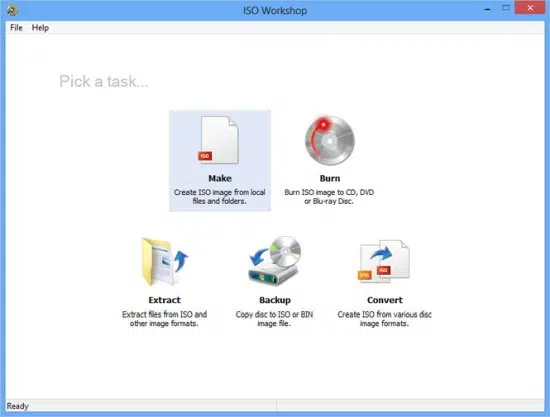 ISO Workshop
File Help
Pick a task...
ISO
Make
Create ISO image from local
files and folders.
Burn
Burn ISO image to CD, DVD
or Blu-ray Disc.
Extract
Extract files from ISO and
other image formats.
Backup
Copy disc to ISO or BIN
image file.
ISO
Convert
Create ISO from various disc
image formats.
Ready